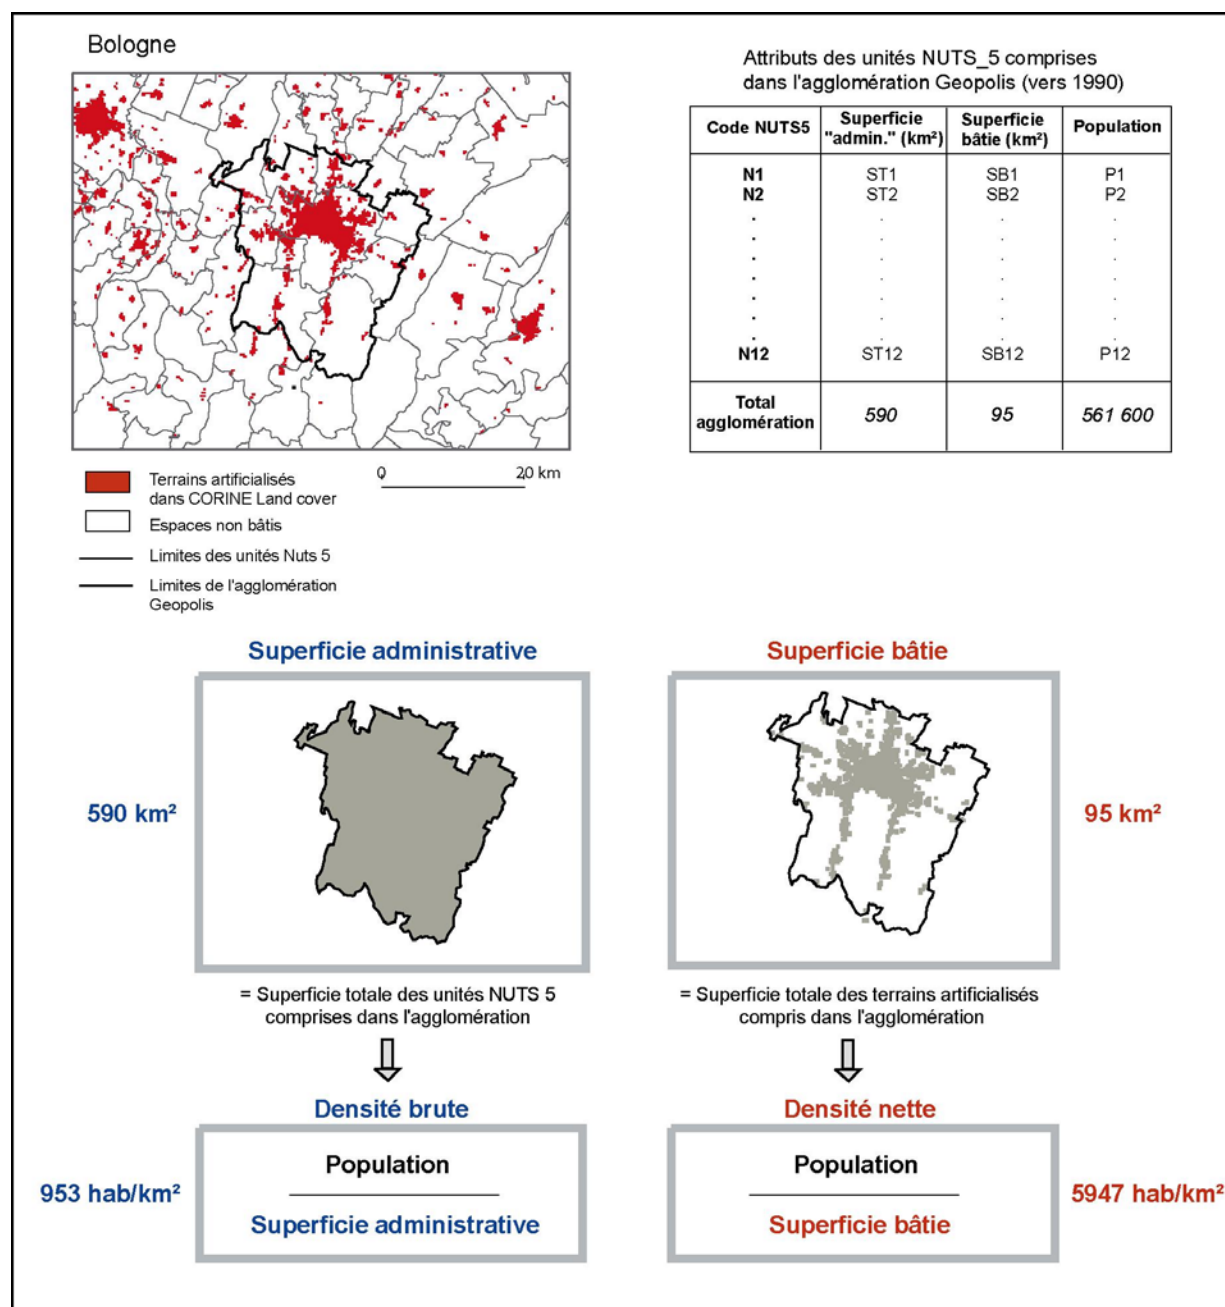 Bologne
Attributs des unités NUTS_5 comprises
dans l'agglomération Geopolis (vers 1990)
Code NUTS5 Superficie "admin." (km²) Superficie bâtie (km²) Population
N1 ST1 SB1 P1
N2 ST2 SB2 P2
. . . .
. . . .
. . . .
. . . .
. . . .
. . . .
. . . .
N12 ST12 SB12 P12
Total agglomération 590 95 561 600
0 20 km
Terrains artificialisés
dans CORINE Land cover
Espaces non bâtis
Limites des unités Nuts 5
Limites de l'agglomération
Geopolis
Superficie administrative
590 km²
= Superficie totale des unités NUTS 5
comprises dans l'agglomération
Densité brute
953 hab/km²
Population
Superficie administrative
Superficie bâtie
95 km²
= Superficie totale des terrains artificialisés
compris dans l'agglomération
Densité nette
Population
Superficie bâtie
5947 hab/km²